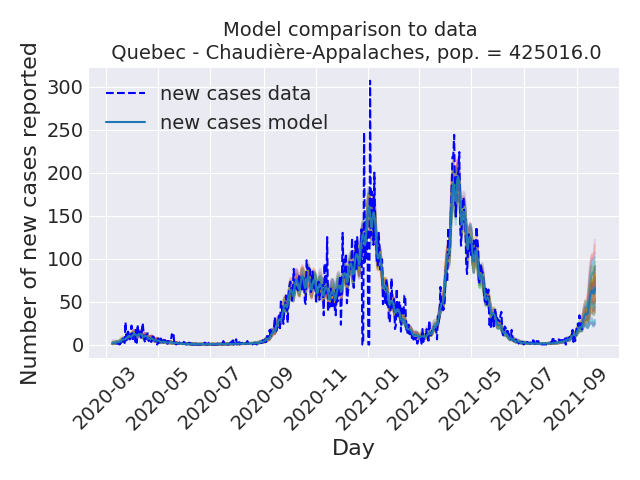 Model comparison to data
Quebec - Chaudière-Appalaches, pop. = 425016.0
Number of new cases reported
300
250
200
150
100
50
0
new cases data
new cases model
2020-03
2020-05
2020-07
2020-09
2020-11
2021-01
2021-03
2021-05
2021-07
2021-09
Day